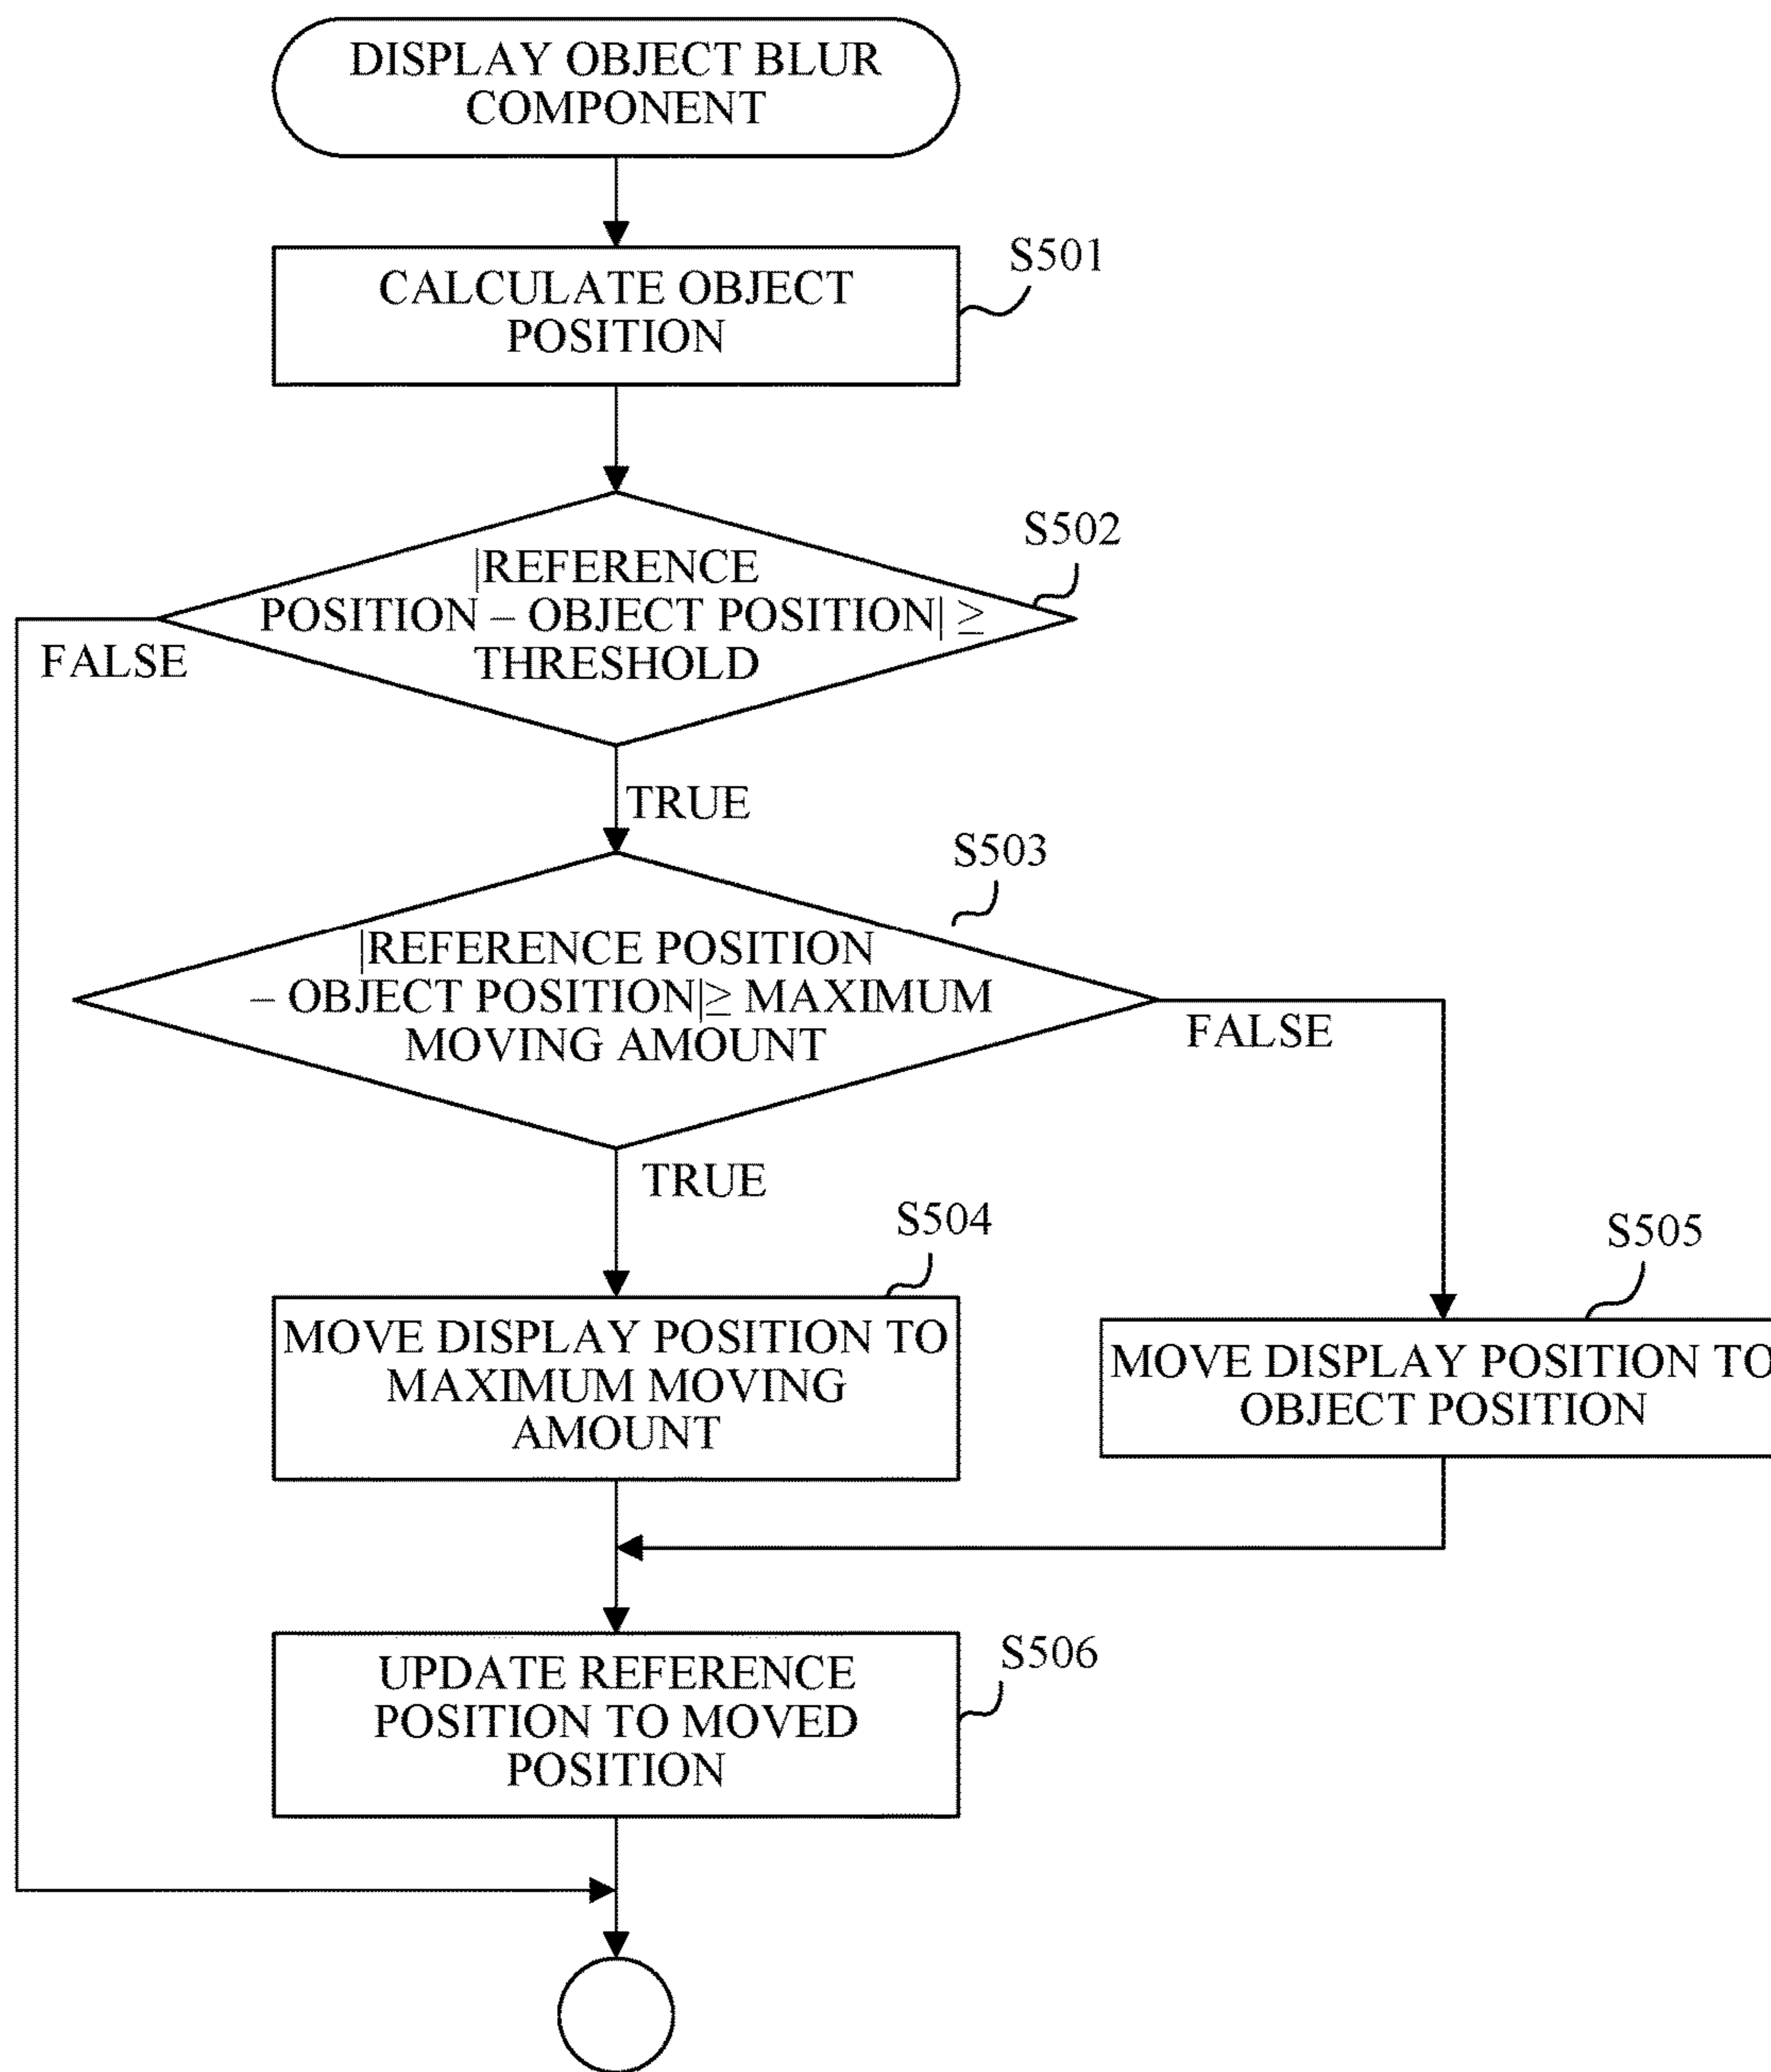 DISPLAY OBJECT BLUR
COMPONENT
CALCULATE OBJECT
POSITION
S501
|REFERENCE
POSITION – OBJECT POSITION| ≥
THRESHOLD
S502
FALSE
TRUE
|REFERENCE POSITION
– OBJECT POSITION|≥ MAXIMUM
MOVING AMOUNT
S503
FALSE
TRUE
MOVE DISPLAY POSITION TO
MAXIMUM MOVING
AMOUNT
S504
MOVE DISPLAY POSITION TO
OBJECT POSITION
S505
UPDATE REFERENCE
POSITION TO MOVED
POSITION
S506